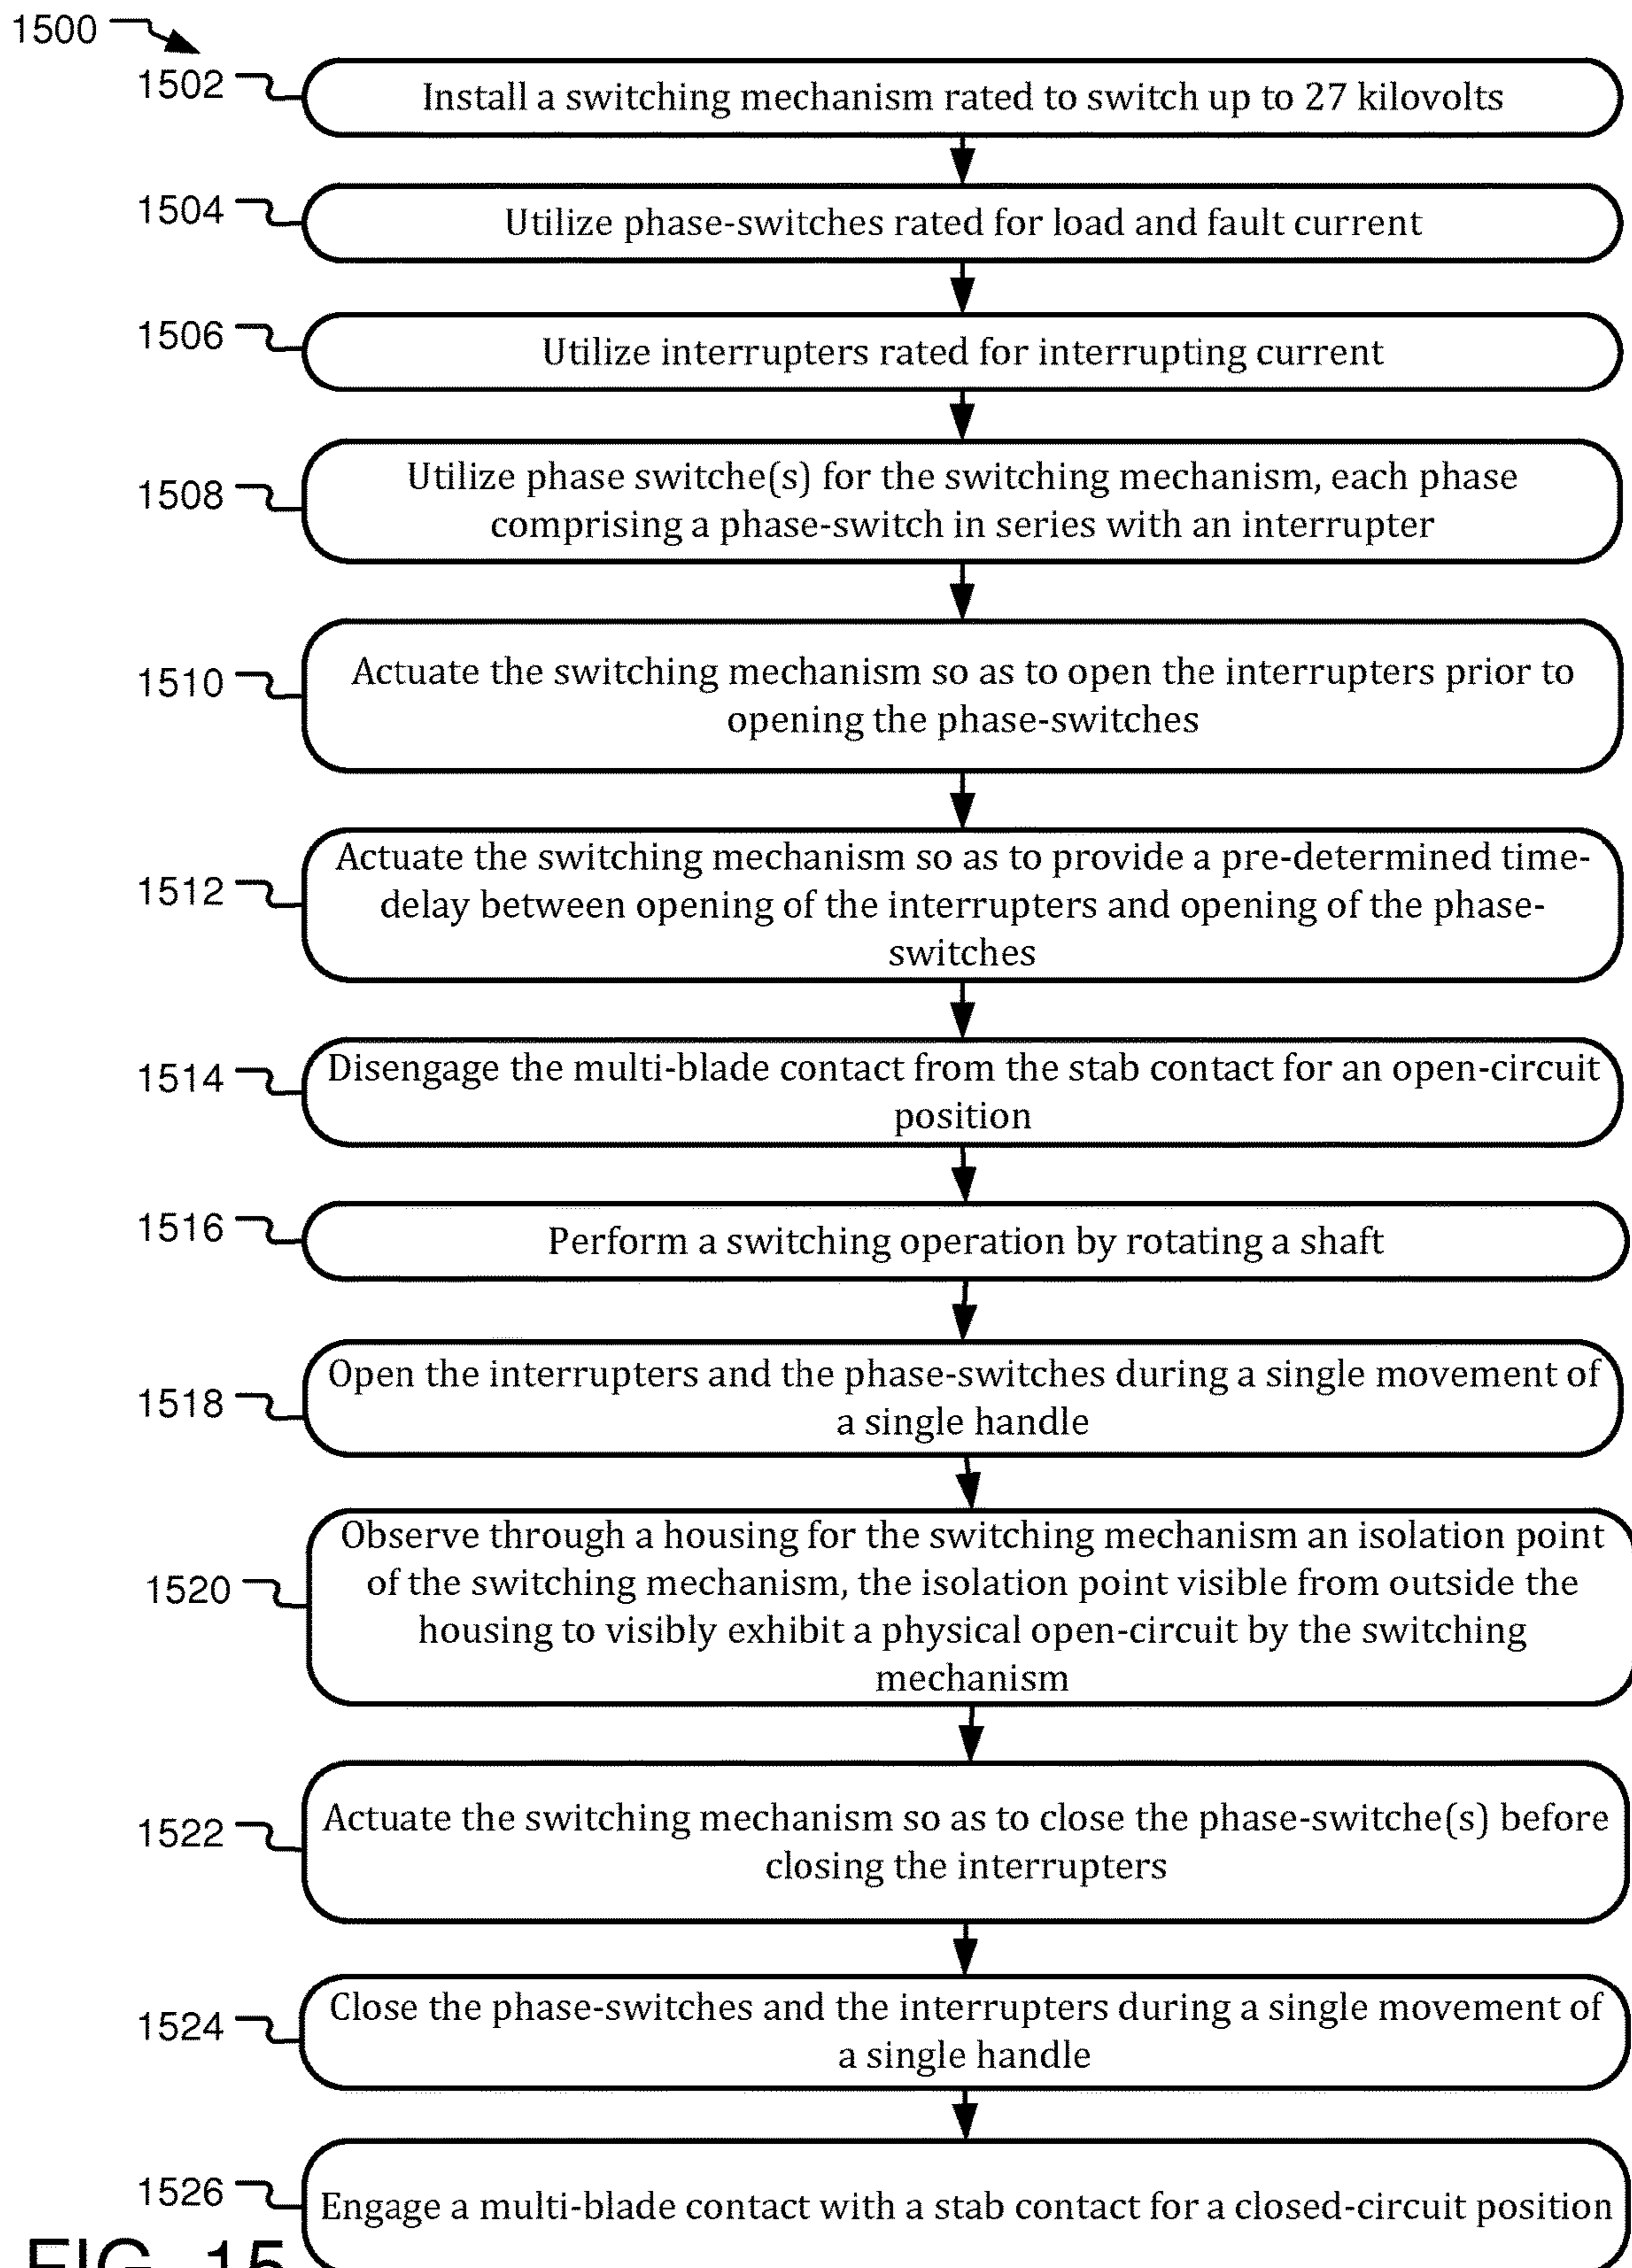 1500
1502
Install a switching mechanism rated to switch up to 27 kilovolts
1504
Utilize phase-switches rated for load and fault current
1506
Utilize interrupters rated for interrupting current
1508
Utilize phase switche(s) for the switching mechanism, each phase
comprising a phase-switch in series with an interrupter
1510
Actuate the switching mechanism so as to open the interrupters prior to
opening the phase-switches
1512
Actuate the switching mechanism so as to provide a pre-determined time-
delay between opening of the interrupters and opening of the phase-
switches
1514
Disengage the multi-blade contact from the stab contact for an open-circuit
position
1516
Perform a switching operation by rotating a shaft
1518
Open the interrupters and the phase-switches during a single movement of
a single handle
1520
Observe through a housing for the switching mechanism an isolation point
of the switching mechanism, the isolation point visible from outside the
housing to visibly exhibit a physical open-circuit by the switching
mechanism
1522
Actuate the switching mechanism so as to close the phase-switche(s) before
closing the interrupters
1524
Close the phase-switches and the interrupters during a single movement of
a single handle
1526
Engage a multi-blade contact with a stab contact for a closed-circuit position
FIG. 15